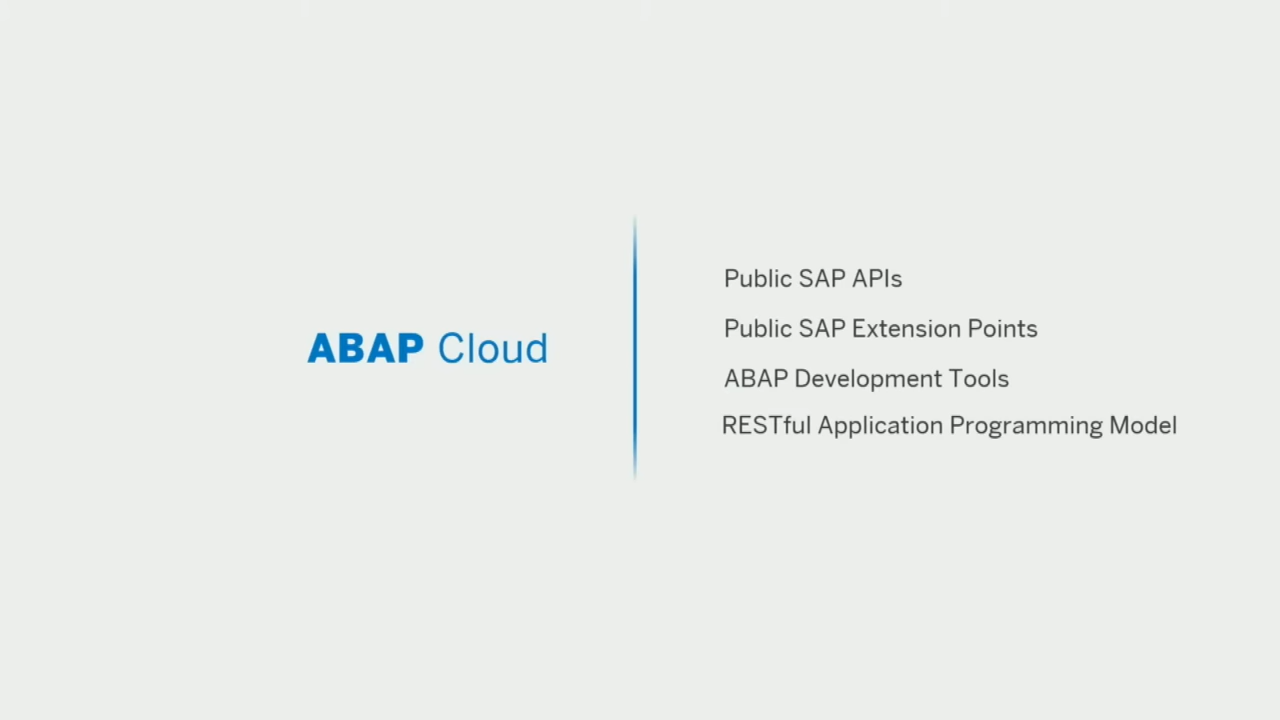 ABAP Cloud
Public SAP APIs
Public SAP Extension Points
ABAP Development Tools
RESTful Application Programming Model